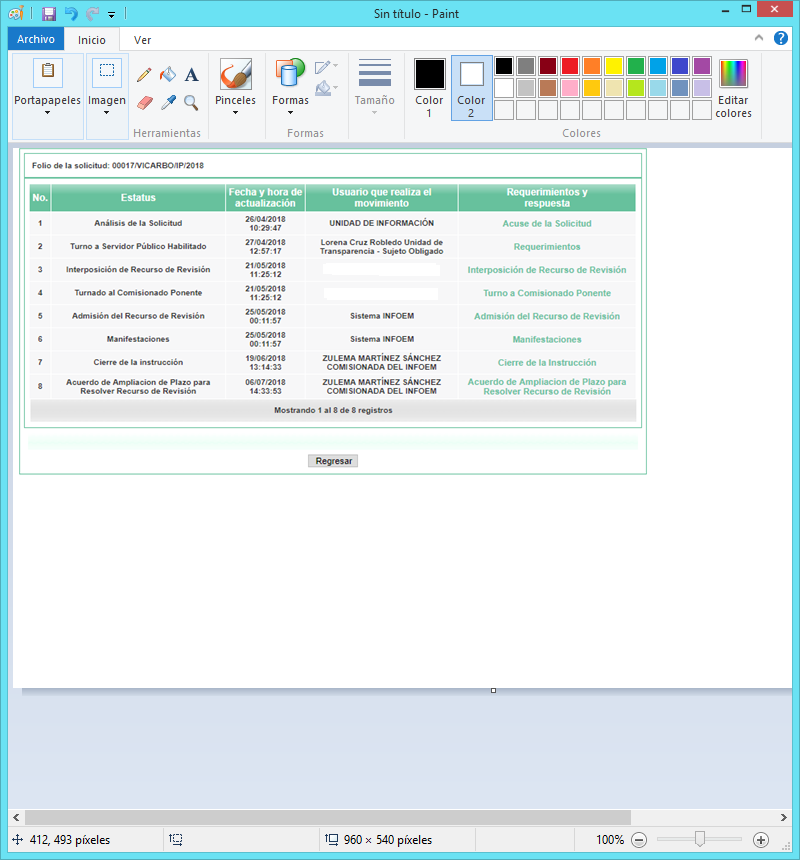 Sin título - Paint
Archivo Inicio Ver
Portapapeles Imagen Pinceles Formas Tamaño Color 1 Color 2 Editar colores
Herramientas Formas Colores
Folio de la solicitud: 00017/VICARBO/IP/2018
No. Estatus Fecha y hora de actualización Usuario que realiza el movimiento Requerimientos y respuesta
1 Análisis de la Solicitud 26/04/2018 10:29:47 UNIDAD DE INFORMACIÓN Acuse de la Solicitud
2 Turno a Servidor Público Habilitado 27/04/2018 12:57:17 Lorena Cruz Robledo Unidad de Transparencia - Sujeto Obligado Requerimientos
3 Interposición de Recurso de Revisión 21/05/2018 11:25:12 Interposición de Recurso de Revisión
4 Turnado al Comisionado Ponente 21/05/2018 11:25:12 Turno a Comisionado Ponente
5 Admisión del Recurso de Revisión 25/05/2018 00:11:57 Sistema INFOEM Admisión del Recurso de Revisión
6 Manifestaciones 25/05/2018 00:11:57 Sistema INFOEM Manifestaciones
7 Cierre de la instrucción 19/06/2018 13:14:33 ZULEMA MARTÍNEZ SÁNCHEZ COMISIONADA DEL INFOEM Cierre de la Instrucción
8 Acuerdo de Ampliacion de Plazo para Resolver Recurso de Revisión 06/07/2018 14:33:53 ZULEMA MARTÍNEZ SÁNCHEZ COMISIONADA DEL INFOEM Acuerdo de Ampliacion de Plazo para Resolver Recurso de Revisión
Mostrando 1 al 8 de 8 registros
Regresar
412, 493 píxeles 960 × 540 píxeles 100%